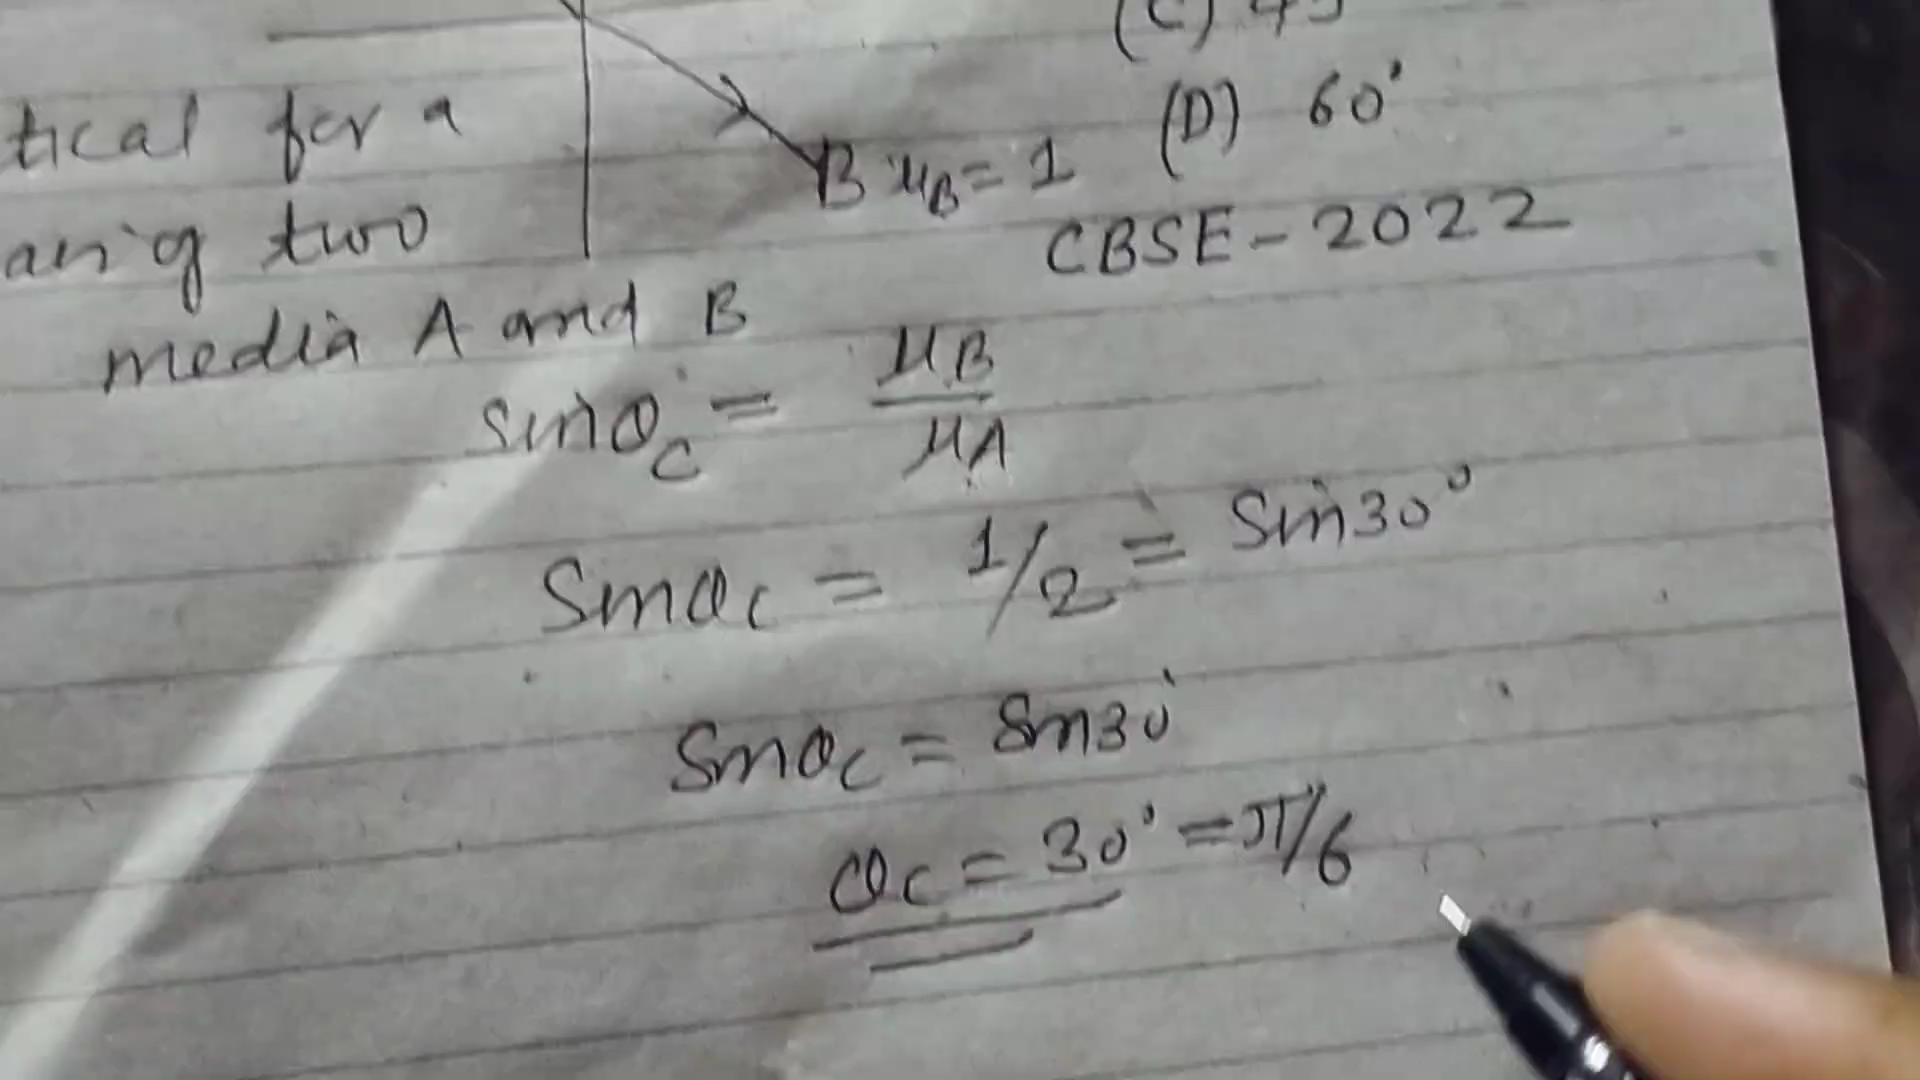 (C) 45
tical for a
(D) 60°
B μB = 1
an'g two
CBSE - 2022
media A and B
sinθc = μB/μA
Sinθc = 1/2 = Sin30°
Sinθc = Sin30°
θc = 30° = π/6